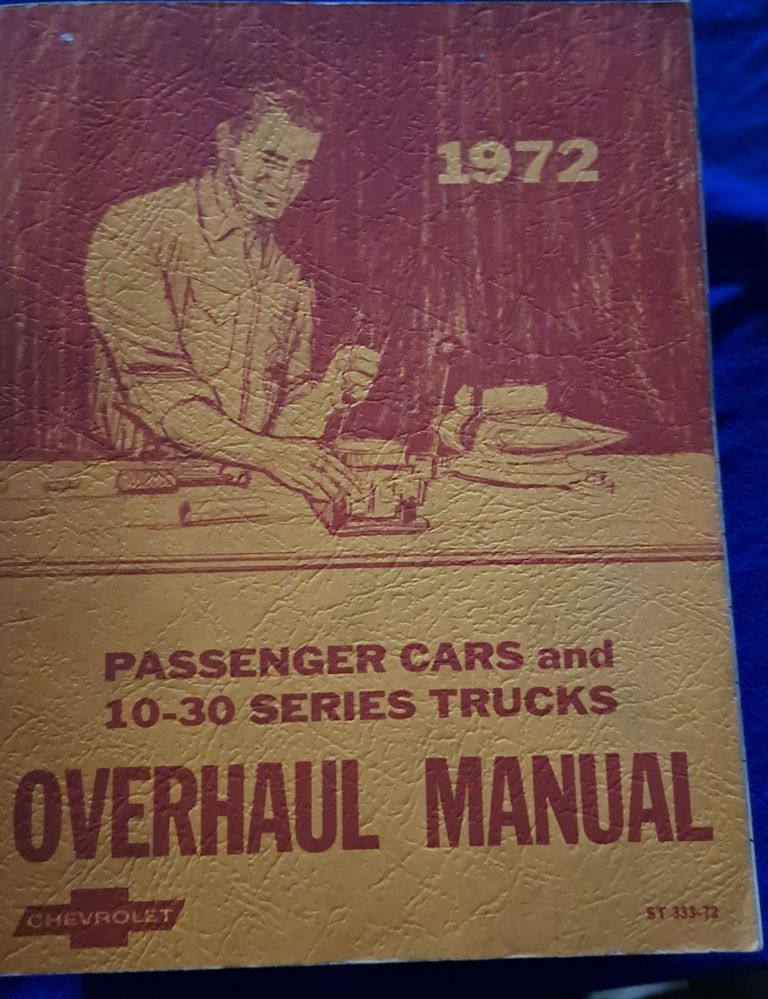 1972
PASSENGER CARS and
10-30 SERIES TRUCKS
OVERHAUL MANUAL
CHEVROLET
ST 333-72